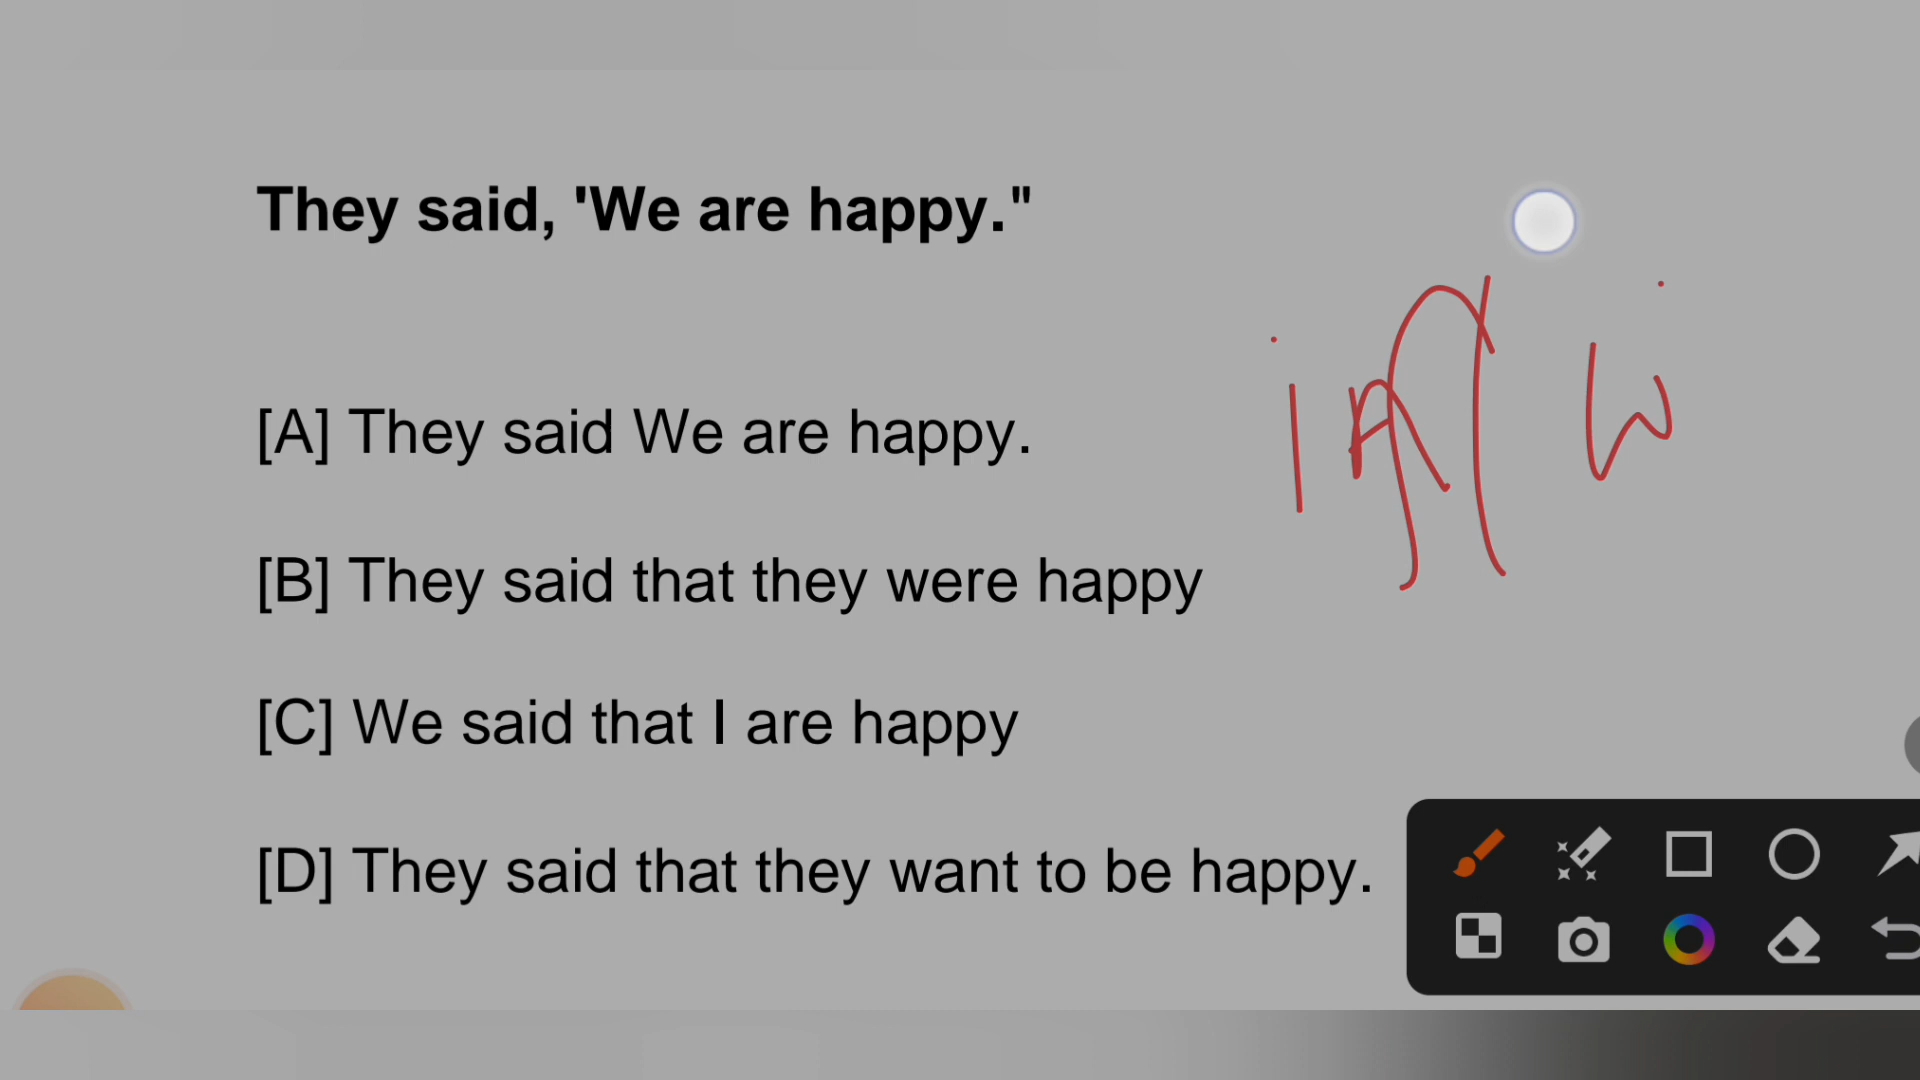 They said, 'We are happy."
[A] They said We are happy.
[B] They said that they were happy
[C] We said that I are happy
[D] They said that they want to be happy.